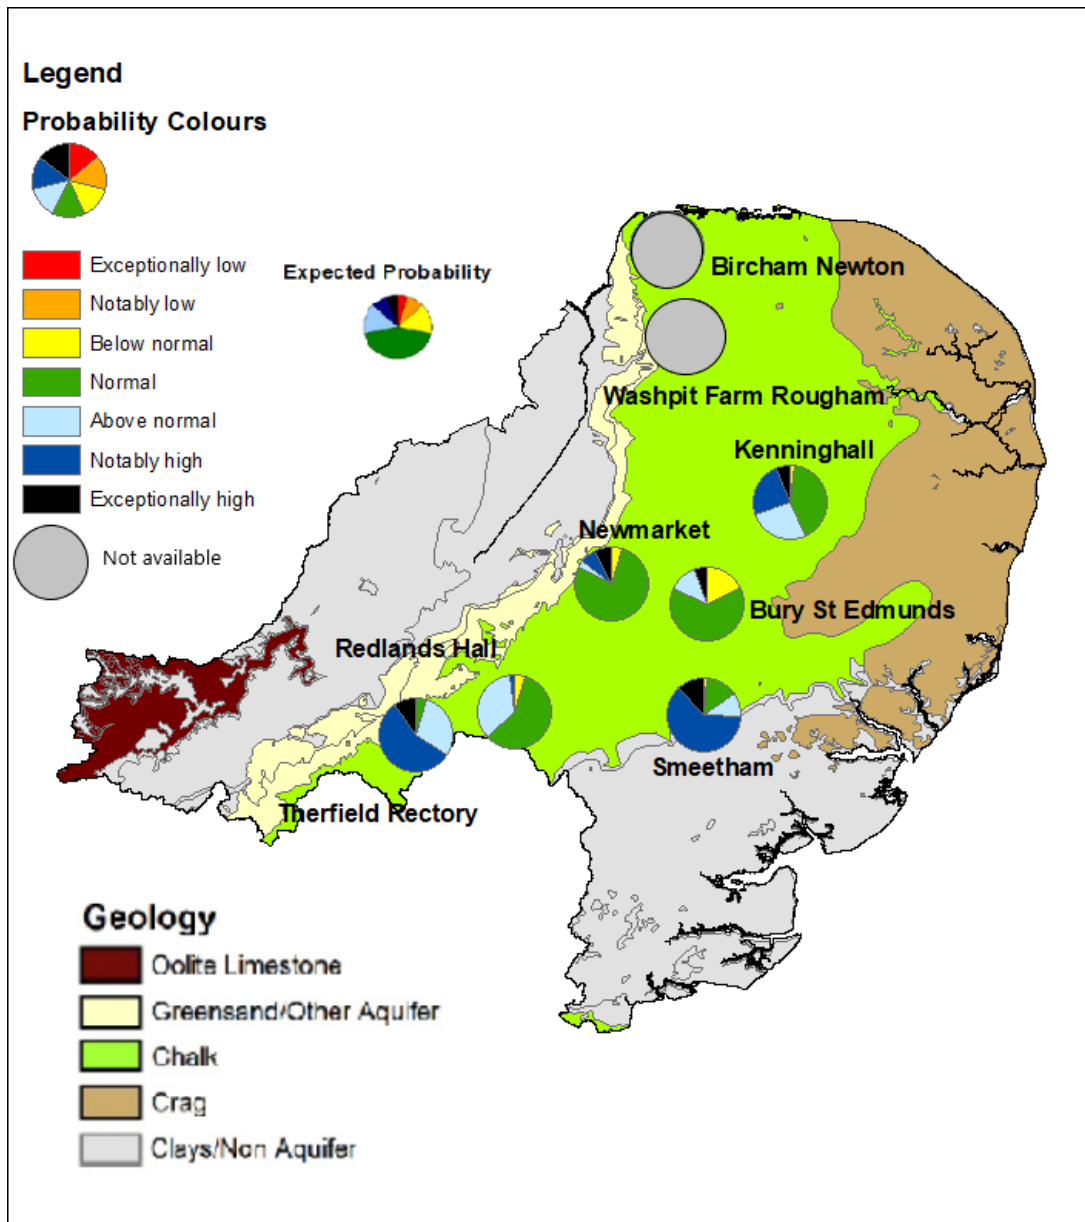 Legend
Probability Colours
Exceptionally low
Notably low
Below normal
Normal
Above normal
Notably high
Exceptionally high
Not available
Expected Probability
Bircham Newton
Washpit Farm Rougham
Kenninghall
Newmarket
Bury St Edmunds
Redlands Hall
Smeetham
Therfield Rectory
Geology
Oolite Limestone
Greensand/Other Aquifer
Chalk
Crag
Clays/Non Aquifer